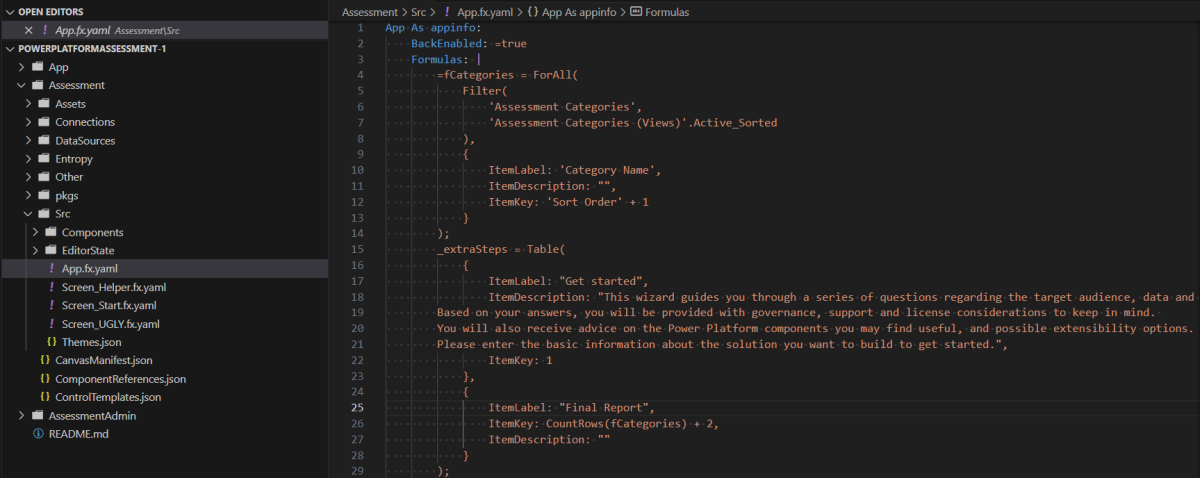 OPEN EDITORS
App.fx.yaml Assessment\Src
POWERPLATFORMASSESSMENT-1
App
Assessment
Assets
Connections
DataSources
Entropy
Other
pkgs
Src
Components
EditorState
App.fx.yaml
Screen_Helper.fx.yaml
Screen_Start.fx.yaml
Screen_UGLY.fx.yaml
Themes.json
CanvasManifest.json
ComponentReferences.json
ControlTemplates.json
AssessmentAdmin
README.md
Assessment > Src > ! App.fx.yaml > {} App As appinfo > Formulas
1 App As appinfo:
2 BackEnabled: =true
3 Formulas: |
4 =fCategories = ForAll(
5 Filter(
6 'Assessment Categories',
7 'Assessment Categories (Views)'.Active_Sorted
8 ),
9 {
10 ItemLabel: 'Category Name',
11 ItemDescription: "",
12 ItemKey: 'Sort Order' + 1
13 }
14 );
15 _extraSteps = Table(
16 {
17 ItemLabel: "Get started",
18 ItemDescription: "This wizard guides you through a series of questions regarding the target audience, data and
19 Based on your answers, you will be provided with governance, support and license considerations to keep in mind.
20 You will also receive advice on the Power Platform components you may find useful, and possible extensibility options.
21 Please enter the basic information about the solution you want to build to get started.",
22 ItemKey: 1
23 },
24 {
25 ItemLabel: "Final Report",
26 ItemKey: CountRows(fCategories) + 2,
27 ItemDescription: ""
28 }
29 );